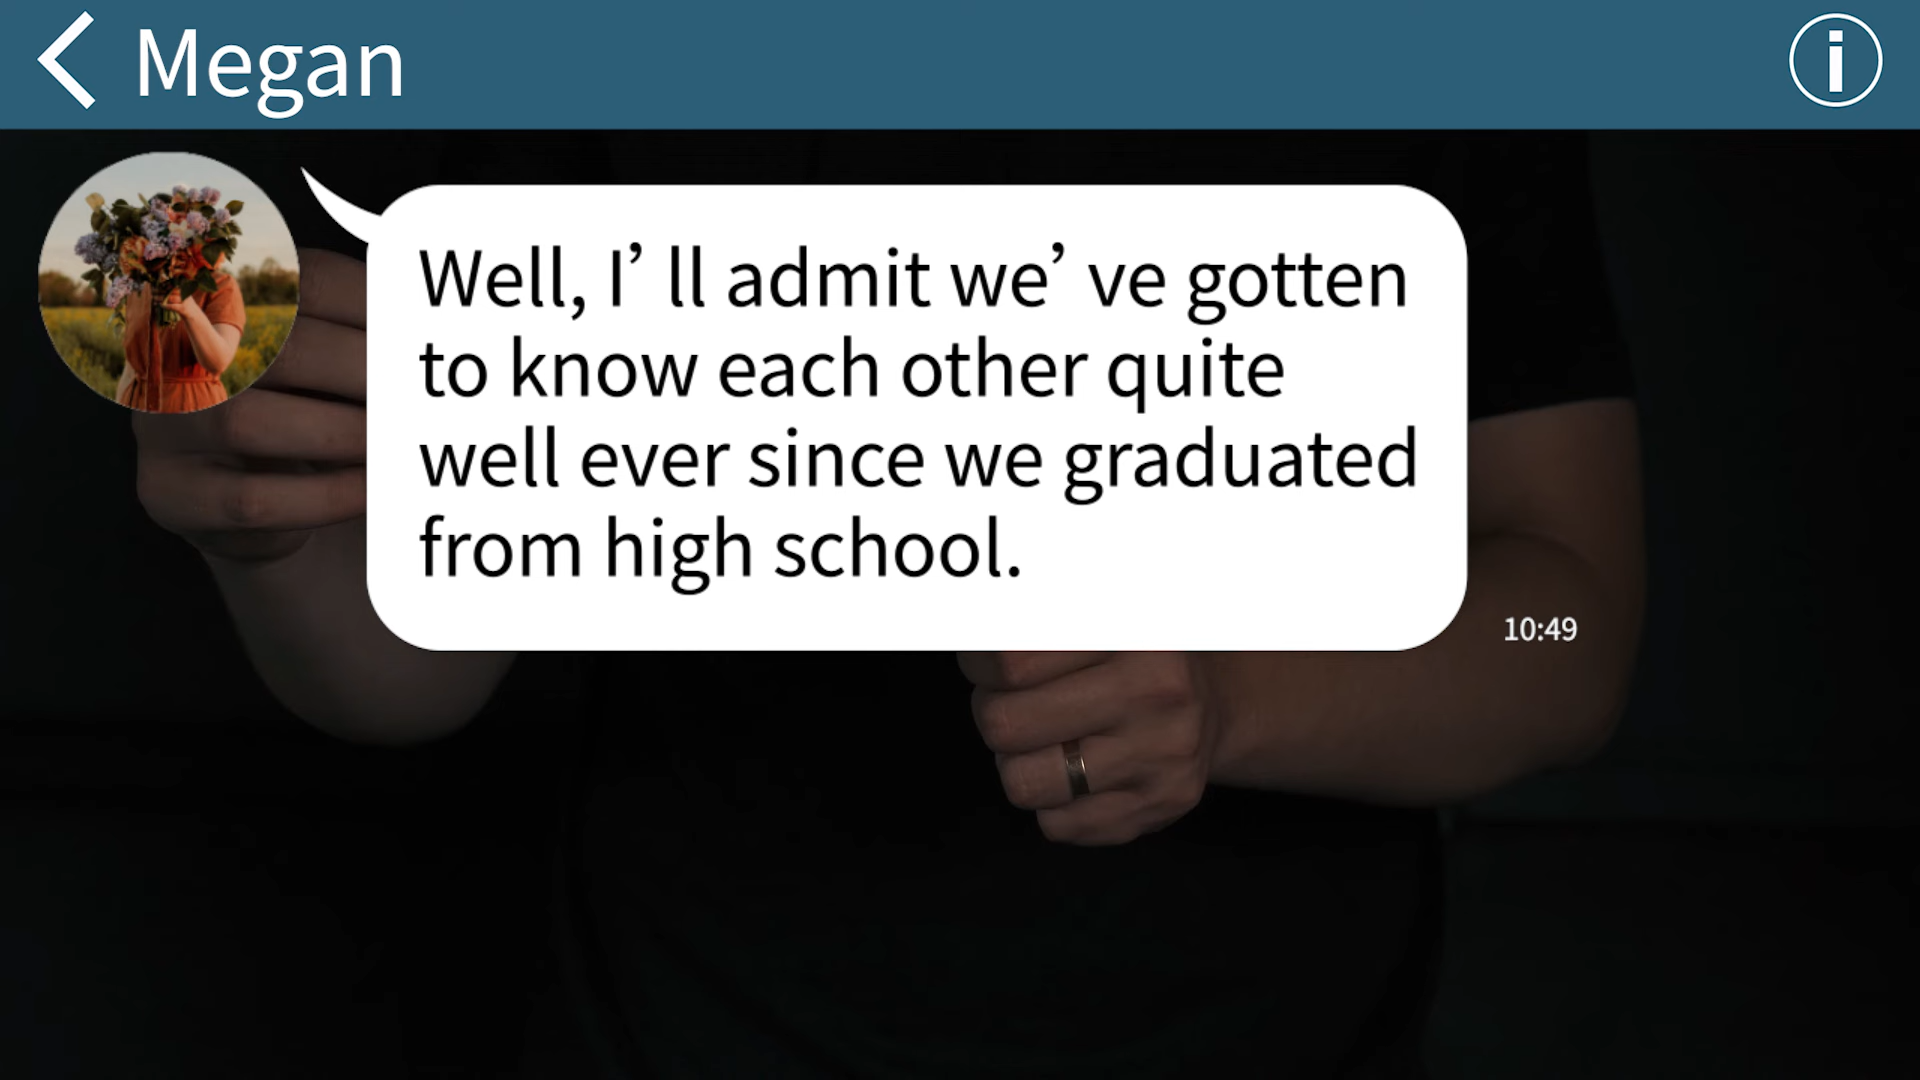 Megan
Well, I’ ll admit we’ ve gotten
to know each other quite
well ever since we graduated
from high school.
10:49